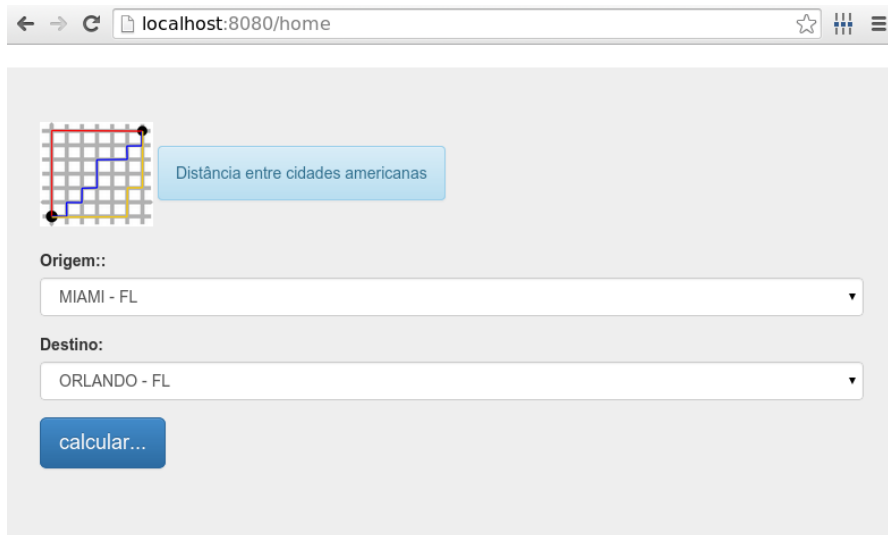 localhost:8080/home
Distância entre cidades americanas
Origem::
MIAMI - FL
Destino:
ORLANDO - FL
calcular...